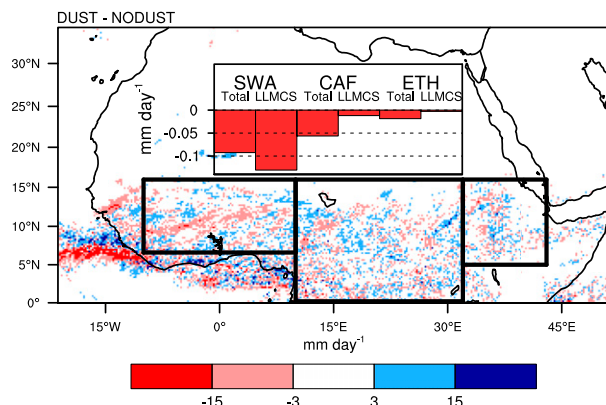 DUST - NODUST
30°N
25°N
20°N
15°N
10°N
5°N
0°
SWA CAF ETH
Total LLMCS Total LLMCS Total LLMCS
mm day-1
0
-0.05
-0.1
15°W 0° 15°E 30°E 45°E
mm day-1
-15 -3 3 15